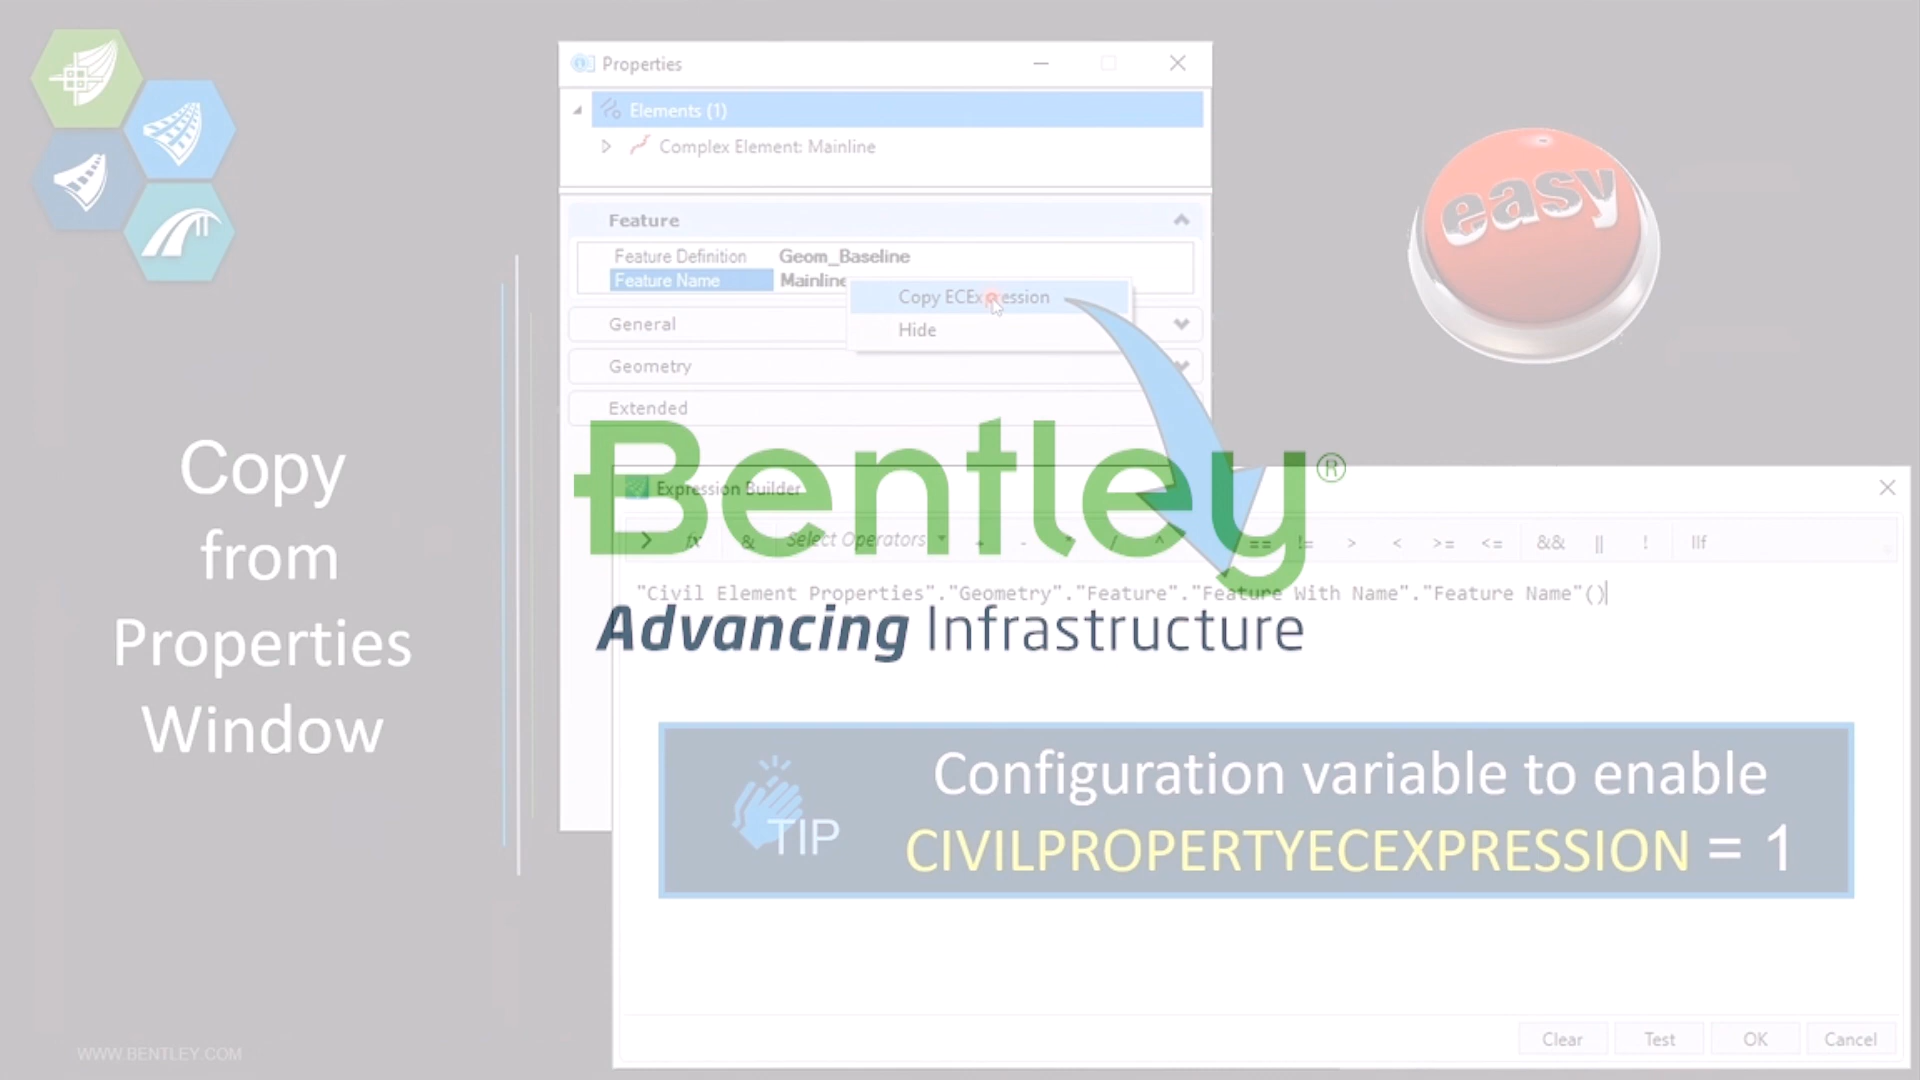 Copy
from
Properties
Window
WWW.BENTLEY.COM
Properties
Elements (1)
Complex Element: Mainline
Feature
Feature Definition Geom_Baseline
Feature Name Mainline
Copy ECExpression
Hide
General
Geometry
Extended
easy
Bentley®
Advancing Infrastructure
Expression Builder
> fx & Select Operators + - * / ^ == != > < >= <= && || ! IIf
"Civil Element Properties"."Geometry"."Feature"."Feature With Name"."Feature Name"()
TIP
Configuration variable to enable
CIVILPROPERTYECEXPRESSION = 1
Clear Test OK Cancel